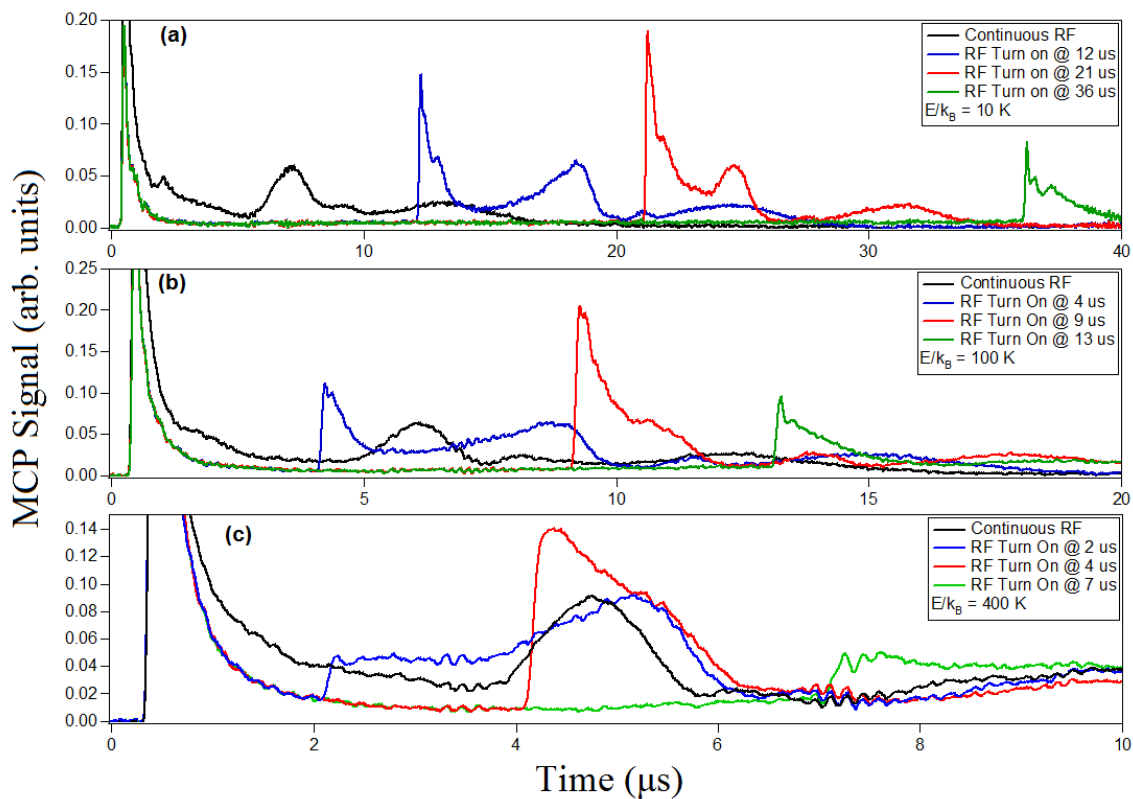 MCP Signal (arb. units)
(a)
0.20
0.15
0.10
0.05
0.00
Continuous RF
RF Turn on @ 12 us
RF Turn on @ 21 us
RF Turn on @ 36 us
E/kB = 10 K
0 10 20 30 40
(b)
0.25
0.20
0.15
0.10
0.05
0.00
Continuous RF
RF Turn On @ 4 us
RF Turn On @ 9 us
RF Turn On @ 13 us
E/kB = 100 K
0 5 10 15 20
(c)
0.14
0.12
0.10
0.08
0.06
0.04
0.02
0.00
Continuous RF
RF Turn On @ 2 us
RF Turn On @ 4 us
RF Turn On @ 7 us
E/kB = 400 K
0 2 4 6 8 10
Time (μs)